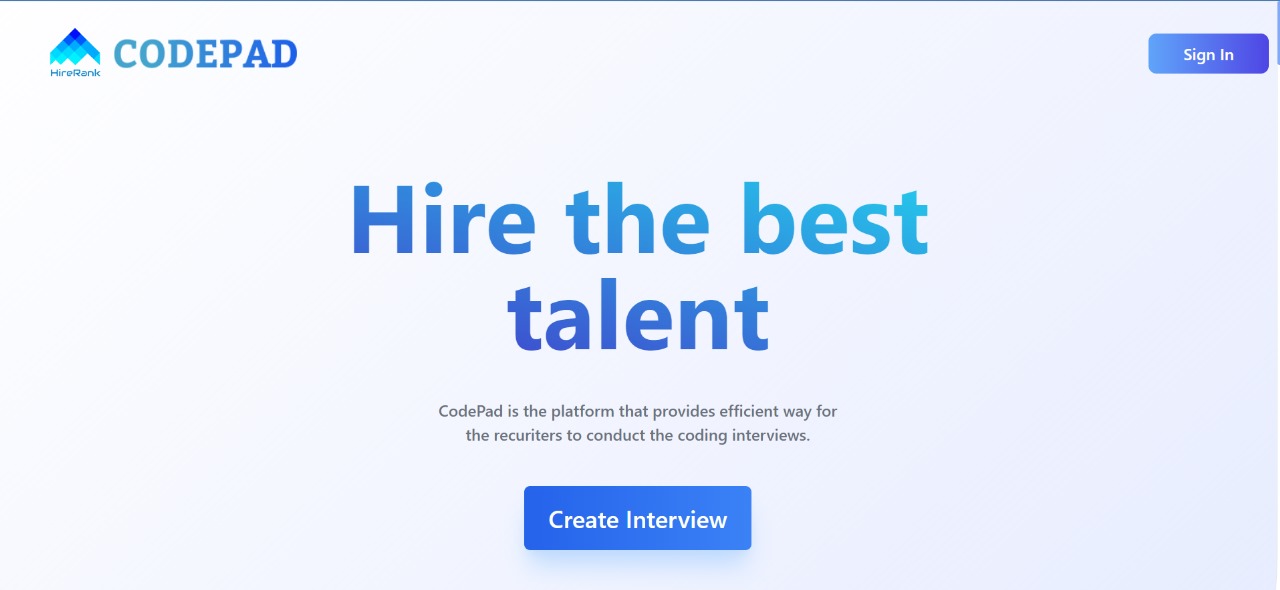 HireRank
CODEPAD
Sign In
Hire the best
talent
CodePad is the platform that provides efficient way for
the recuriters to conduct the coding interviews.
Create Interview